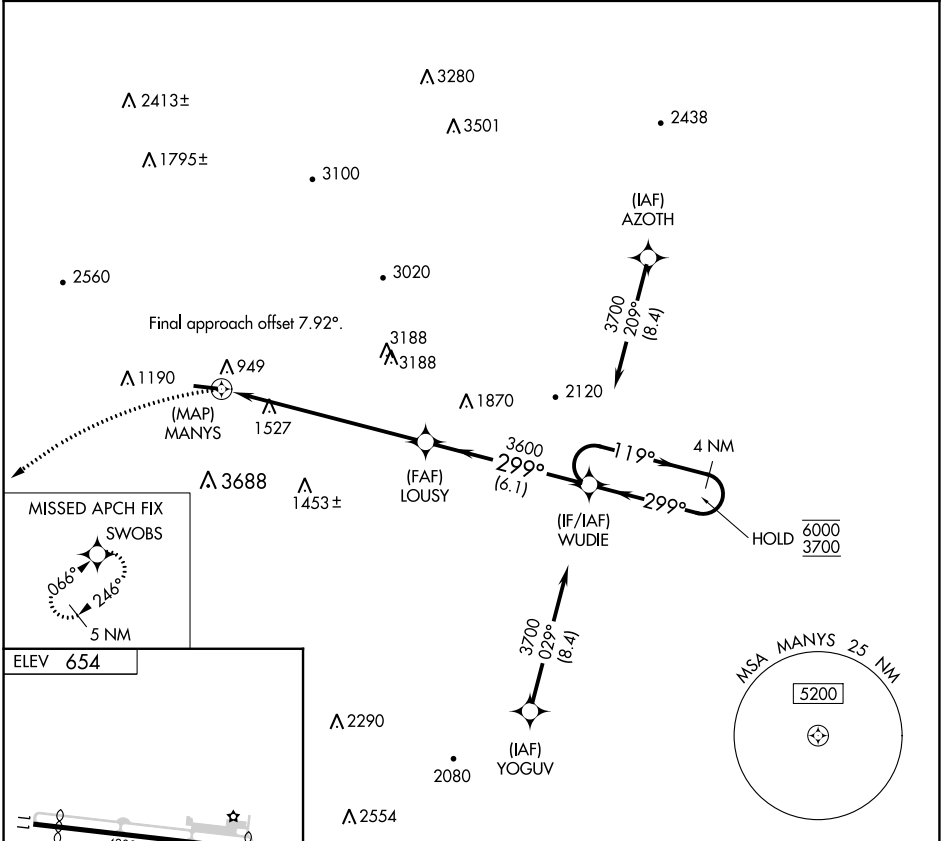 3280
2413±
3501
2438
1795±
3100
(IAF)
AZOTH
2560
3020
3700
209°
(8.4)
Final approach offset 7.92°.
3188
3188
949
1190
1870
2120
(MAP)
MANYS
1527
3600
299°
(6.1)
119°
4 NM
(FAF)
LOUSY
3688
1453±
299°
(IF/IAF)
WUDIE
HOLD 6000
3700
MISSED APCH FIX
SWOBS
066°
246°
5 NM
3700
029°
(8.4)
ELEV 654
MSA MANYS 25 NM
5200
2290
(IAF)
YOGUV
2080
2554